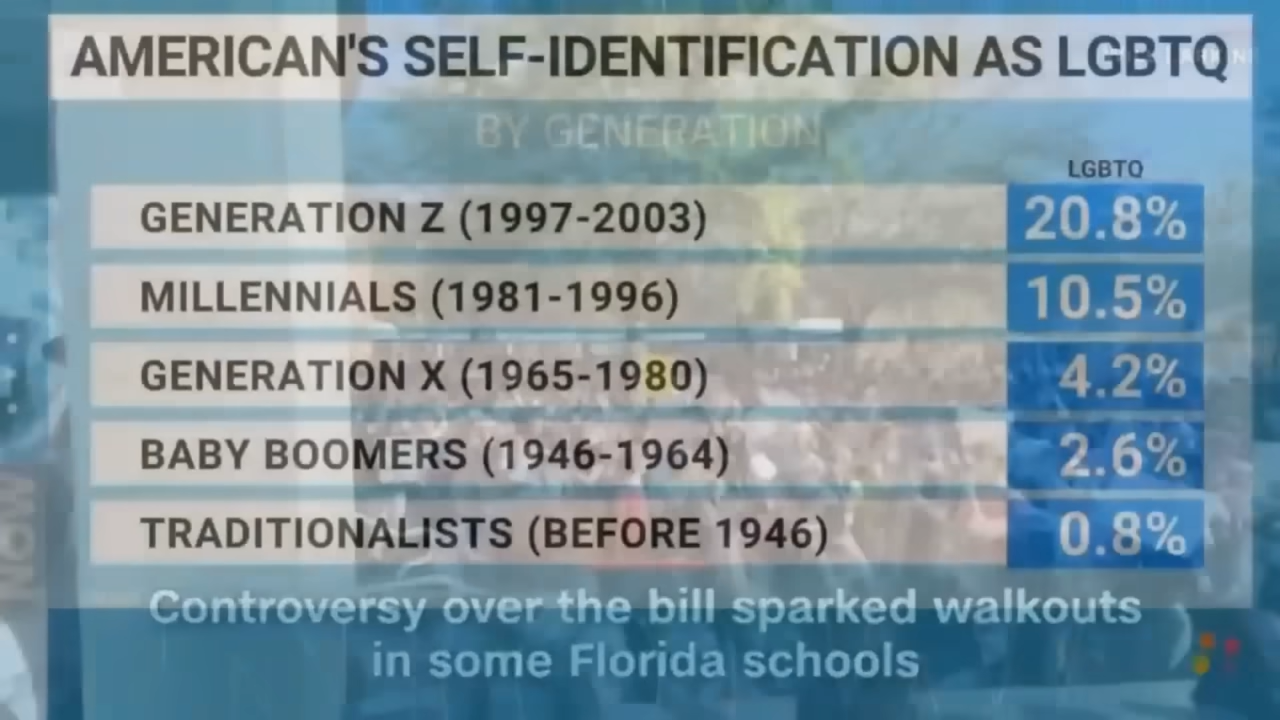 AMERICAN'S SELF-IDENTIFICATION AS LGBTQ
BY GENERATION
LGBTQ
GENERATION Z (1997-2003) 20.8%
MILLENNIALS (1981-1996) 10.5%
GENERATION X (1965-1980) 4.2%
BABY BOOMERS (1946-1964) 2.6%
TRADITIONALISTS (BEFORE 1946) 0.8%
Controversy over the bill sparked walkouts
in some Florida schools